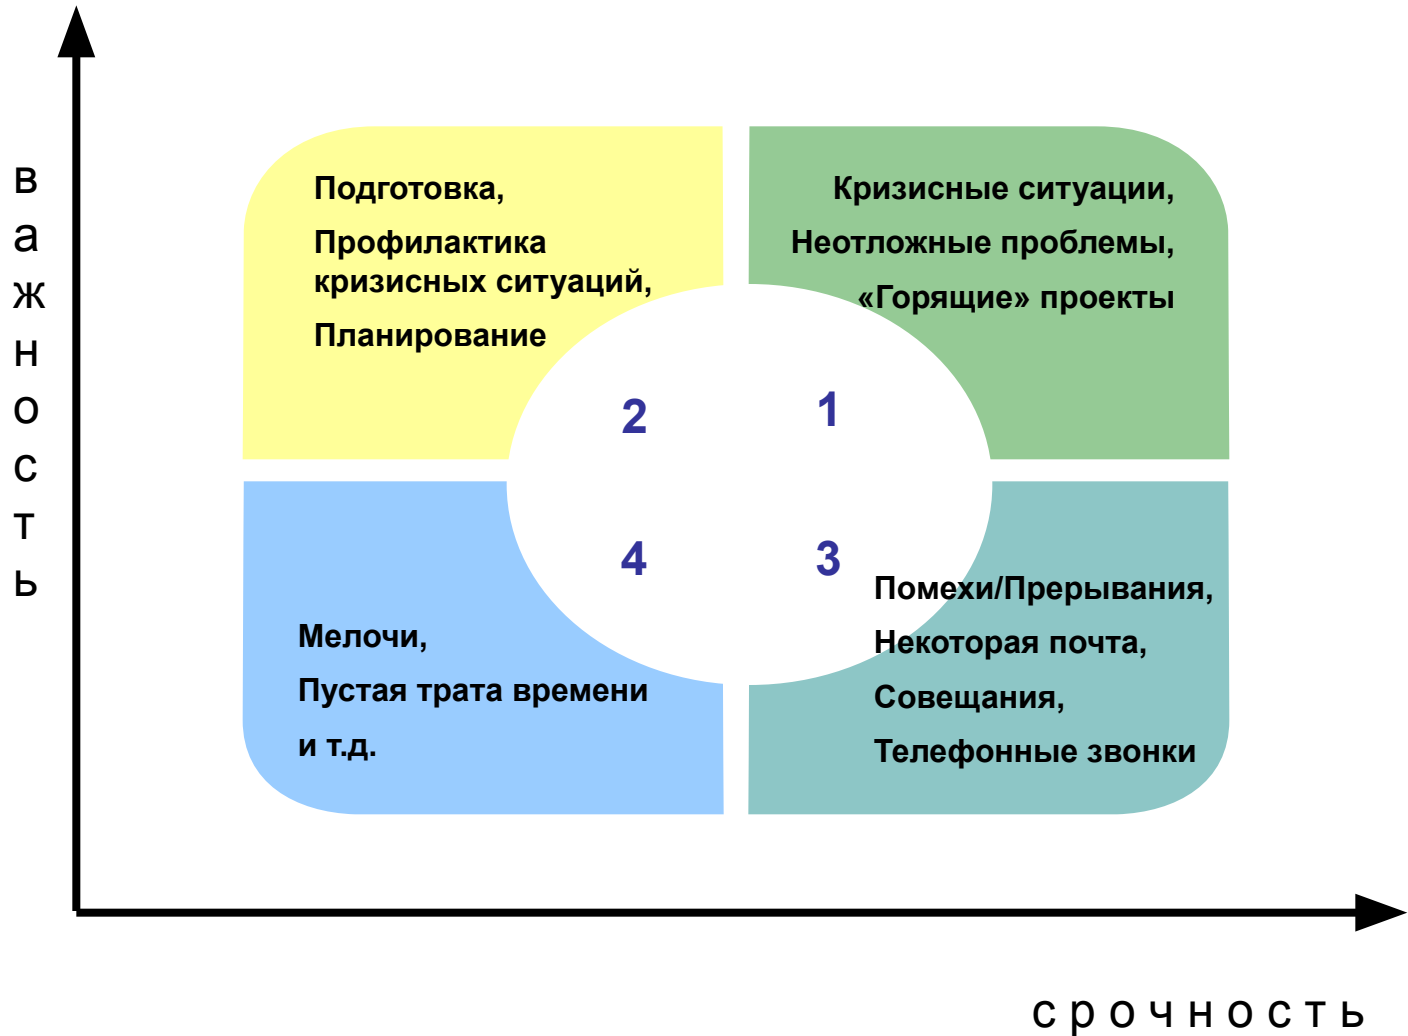 важность
Подготовка,
Профилактика
кризисных ситуаций,
Планирование
Кризисные ситуации,
Неотложные проблемы,
«Горящие» проекты
2
1
4
3
Мелочи,
Пустая трата времени
и т.д.
Помехи/Прерывания,
Некоторая почта,
Совещания,
Телефонные звонки
срочность